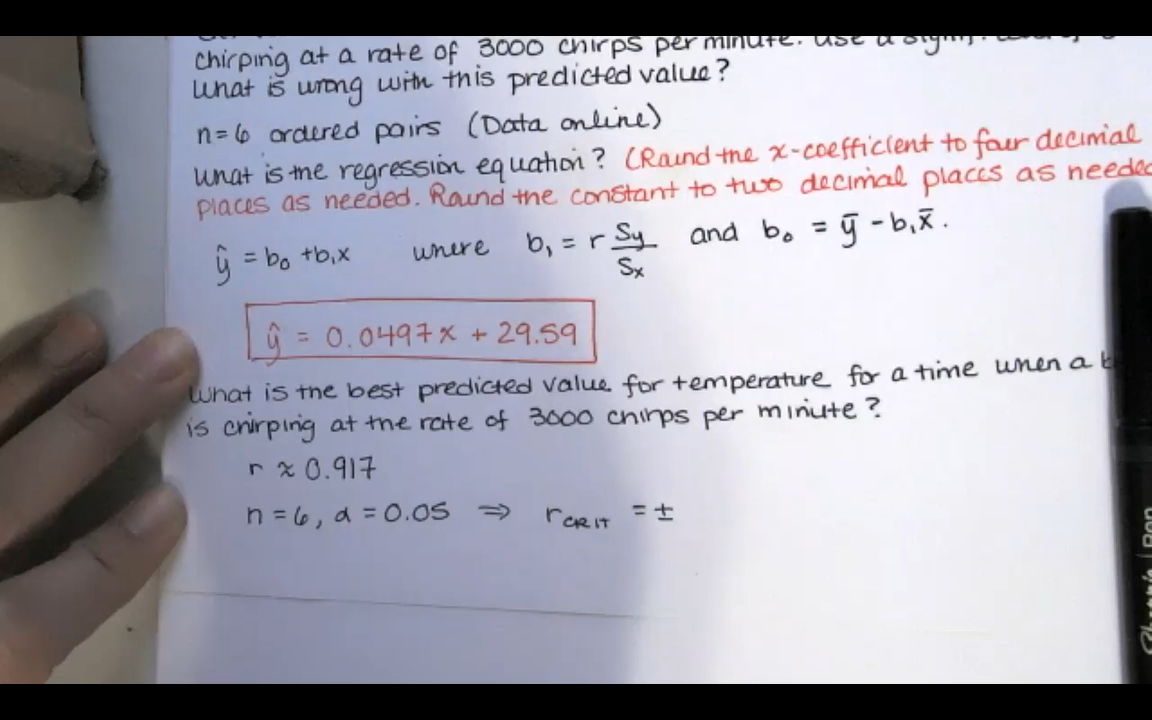 chirping at a rate of 3000 chirps per minute. Use a
What is wrong with this predicted value?
n=6 ordered pairs (Data online)
What is the regression equation? (Round the x-coefficient to four decimal
places as needed. Round the constant to two decimal places as needed
ŷ = b₀ + b₁x where b₁ = r Sy/Sx and b₀ = ȳ - b₁x̄.
ŷ = 0.0497x + 29.59
What is the best predicted value for temperature for a time when a
is chirping at the rate of 3000 chirps per minute?
r ≈ 0.917
n=6, α=0.05 ⇒ rCRIT = ±